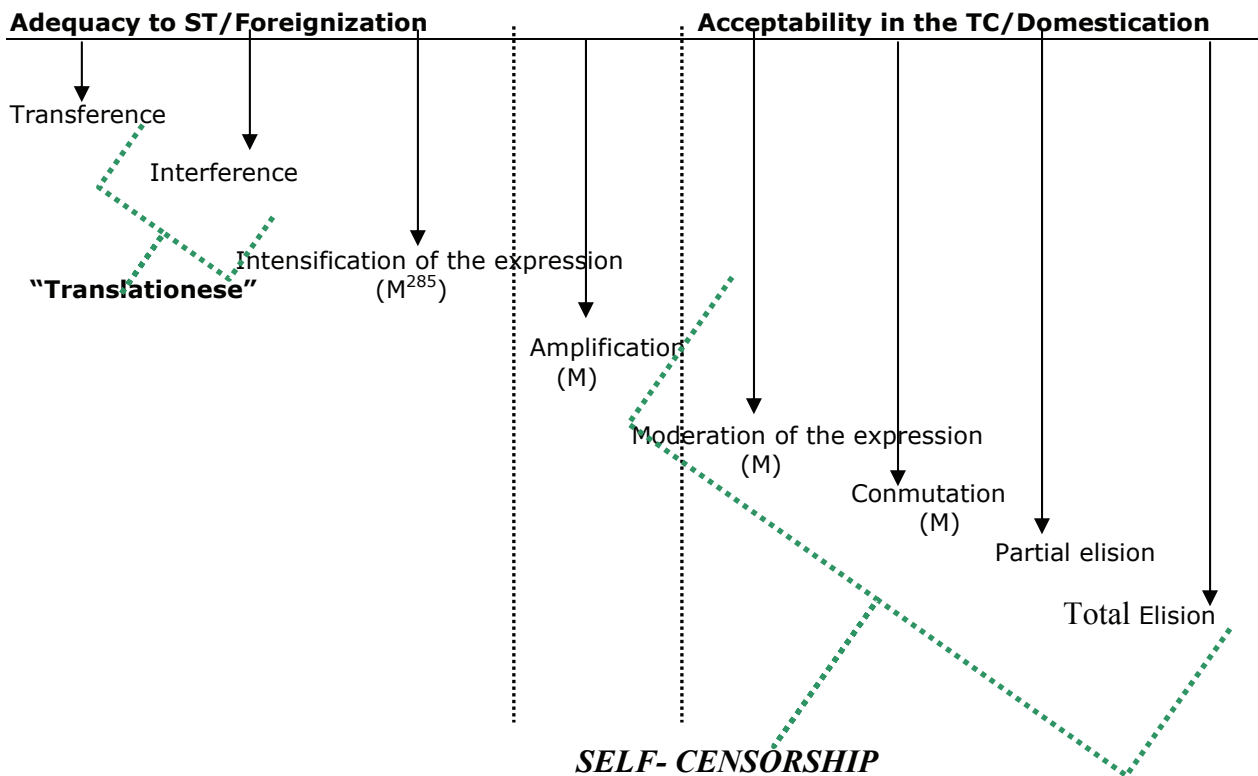 Adequacy to ST/Foreignization
Acceptability in the TC/Domestication
Transference
Interference
Intensification of the expression
(M285)
“Translationese”
Amplification
(M)
Moderation of the expression
(M)
Conmutation
(M)
Partial elision
Total Elision
SELF- CENSORSHIP